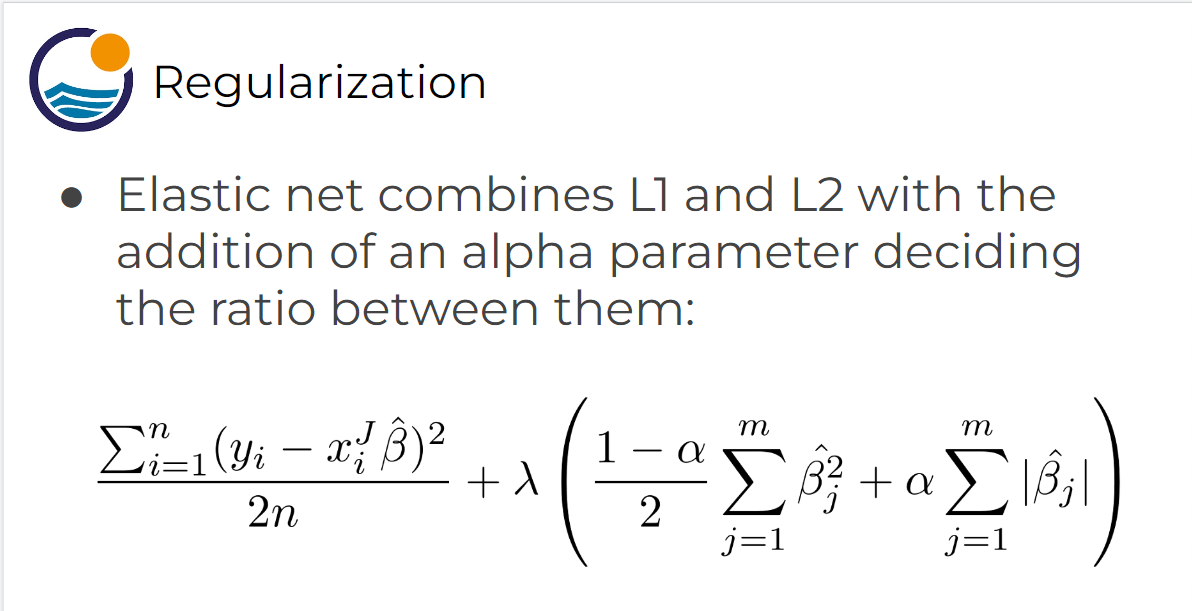 Regularization
● Elastic net combines L1 and L2 with the
addition of an alpha parameter deciding
the ratio between them:
\frac{\sum_{i=1}^{n}(y_i - x_i^J \hat{\beta})^2}{2n} + \lambda \left( \frac{1 - \alpha}{2} \sum_{j=1}^{m} \hat{\beta}_j^2 + \alpha \sum_{j=1}^{m} |\hat{\beta}_j| \right)